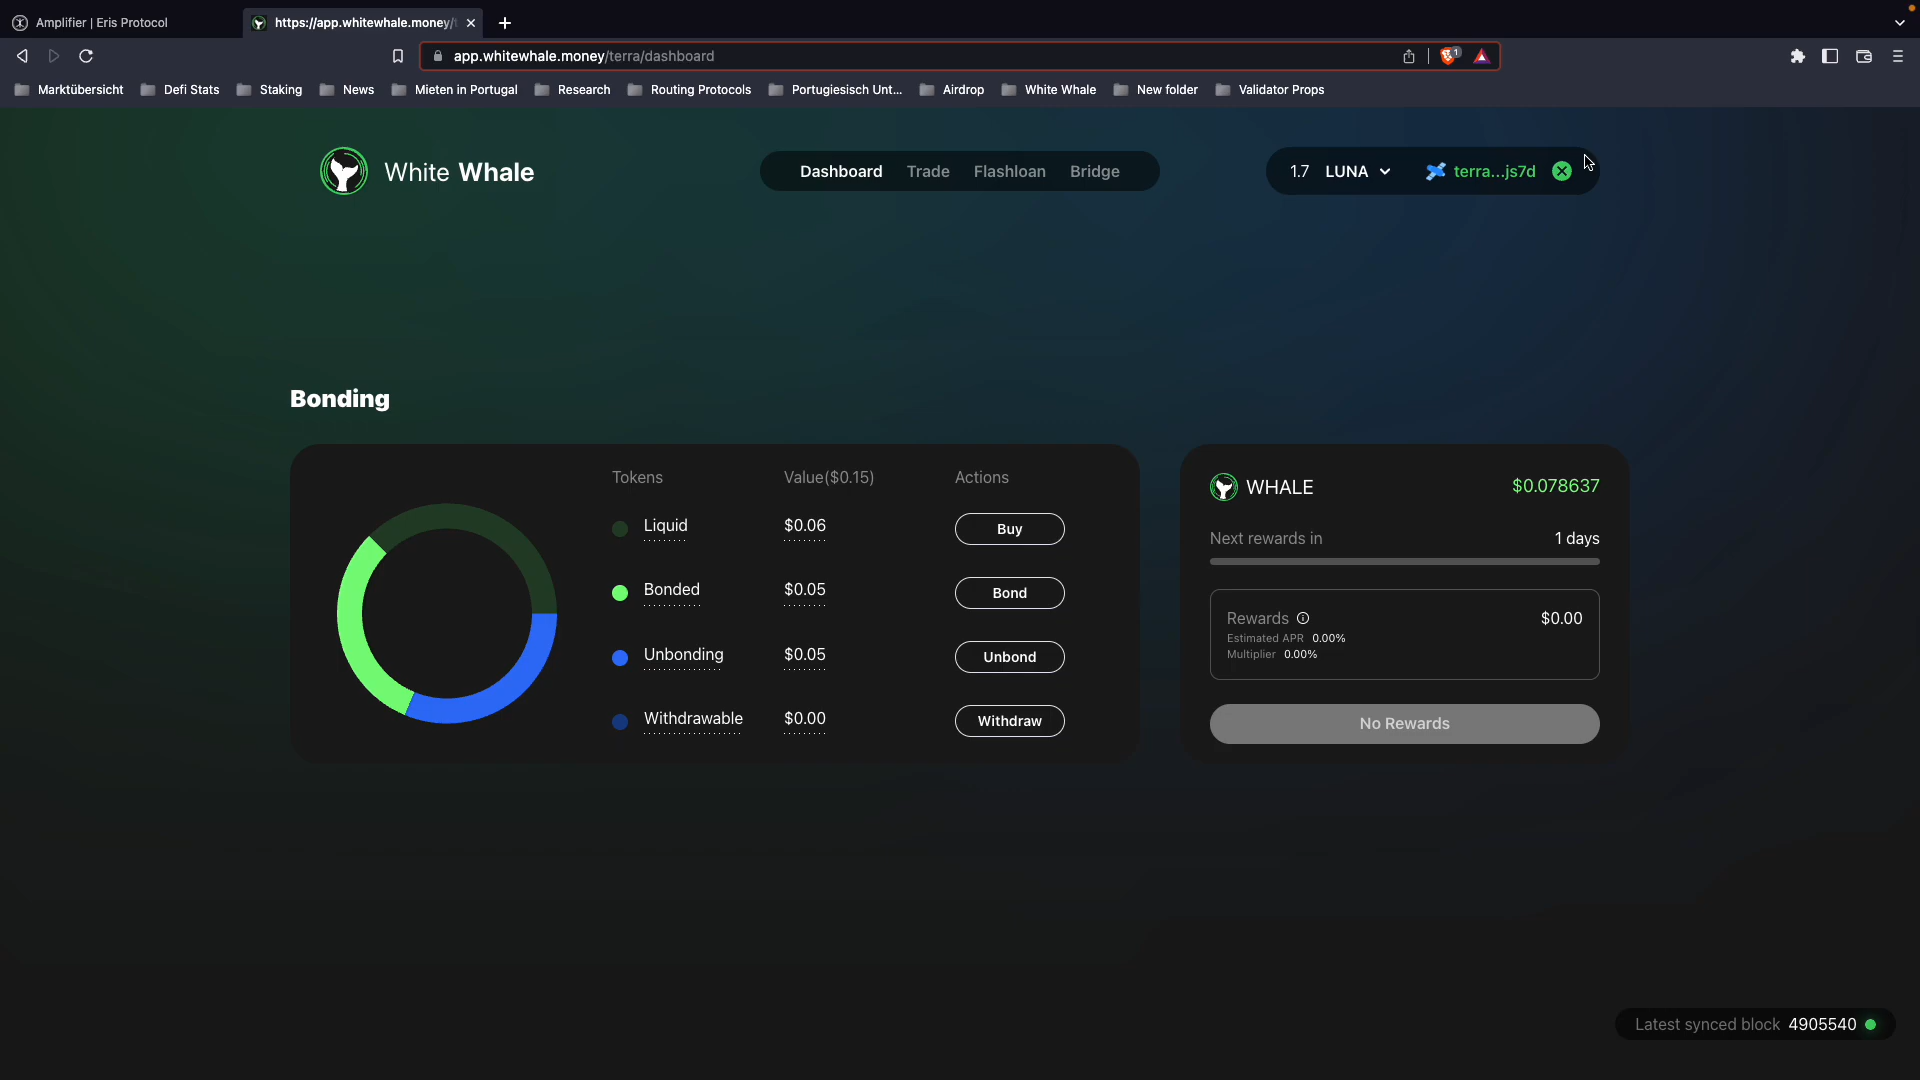 Amplifier | Eris Protocol
https://app.whitewhale.money/t
app.whitewhale.money/terra/dashboard
1
Marktübersicht
Defi Stats
Staking
News
Mieten in Portugal
Research
Routing Protocols
Portugiesisch Unt...
Airdrop
White Whale
New folder
Validator Props
White Whale
Dashboard
Trade
Flashloan
Bridge
1.7 LUNA
terra...js7d
Bonding
Tokens
Value($0.15)
Actions
Liquid
$0.06
Buy
Bonded
$0.05
Bond
Unbonding
$0.05
Unbond
Withdrawable
$0.00
Withdraw
WHALE
$0.078637
Next rewards in
1 days
Rewards
$0.00
Estimated APR 0.00%
Multiplier 0.00%
No Rewards
Latest synced block 4905540